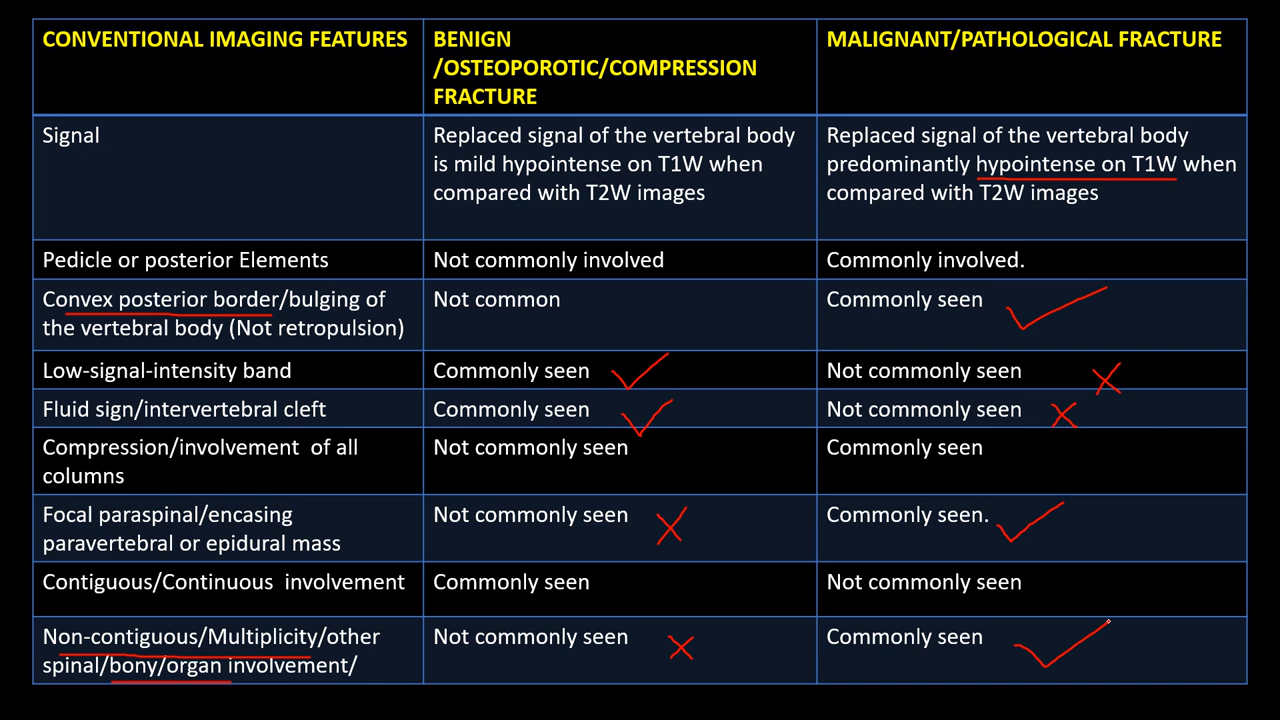 CONVENTIONAL IMAGING FEATURES
BENIGN
/OSTEOPOROTIC/COMPRESSION
FRACTURE
MALIGNANT/PATHOLOGICAL FRACTURE
Signal
Replaced signal of the vertebral body
is mild hypointense on T1W when
compared with T2W images
Replaced signal of the vertebral body
predominantly hypointense on T1W when
compared with T2W images
Pedicle or posterior Elements
Not commonly involved
Commonly involved.
Convex posterior border/bulging of
the vertebral body (Not retropulsion)
Not common
Commonly seen
Low-signal-intensity band
Commonly seen
Not commonly seen
Fluid sign/intervertebral cleft
Commonly seen
Not commonly seen
Compression/involvement of all
columns
Not commonly seen
Commonly seen
Focal paraspinal/encasing
paravertebral or epidural mass
Not commonly seen
Commonly seen.
Contiguous/Continuous involvement
Commonly seen
Not commonly seen
Non-contiguous/Multiplicity/other
spinal/bony/organ involvement/
Not commonly seen
Commonly seen